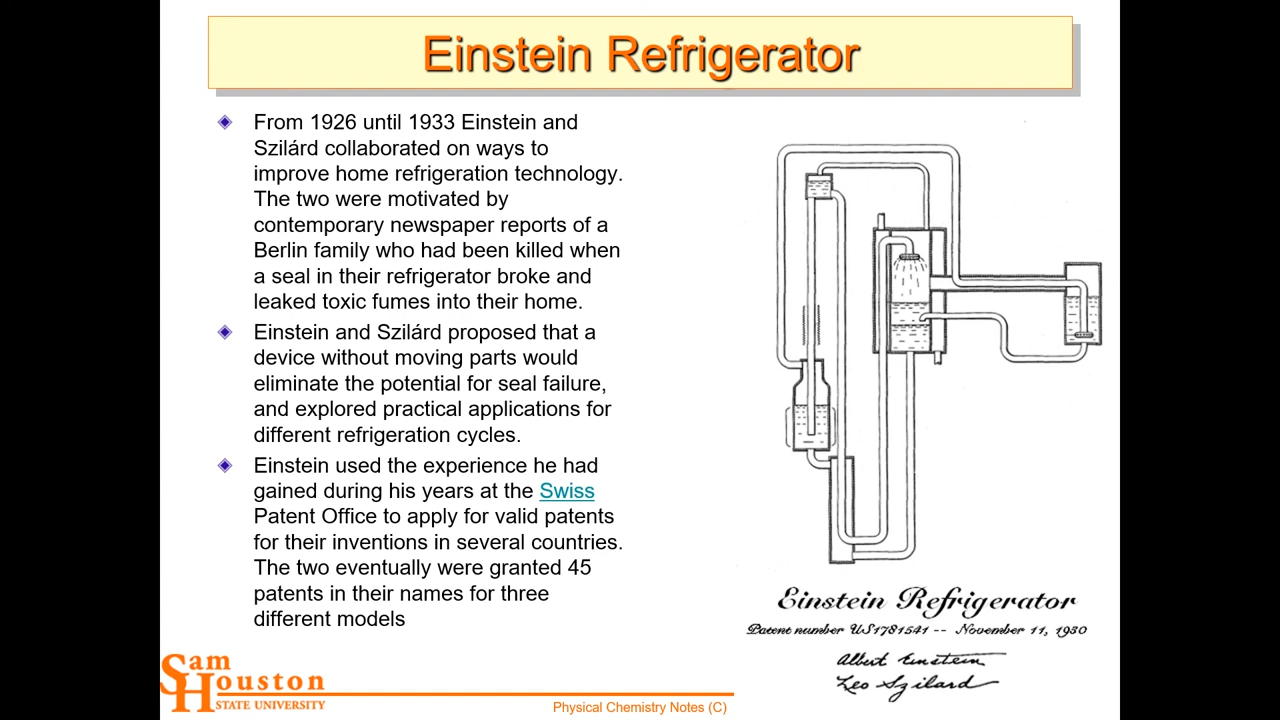 Einstein Refrigerator
From 1926 until 1933 Einstein and
Szilárd collaborated on ways to
improve home refrigeration technology.
The two were motivated by
contemporary newspaper reports of a
Berlin family who had been killed when
a seal in their refrigerator broke and
leaked toxic fumes into their home.
Einstein and Szilárd proposed that a
device without moving parts would
eliminate the potential for seal failure,
and explored practical applications for
different refrigeration cycles.
Einstein used the experience he had
gained during his years at the Swiss
Patent Office to apply for valid patents
for their inventions in several countries.
The two eventually were granted 45
patents in their names for three
different models
Einstein Refrigerator
Patent number US1781541 -- November 11, 1930
Albert Einstein
Leo Szilard
Sam
Houston
STATE UNIVERSITY
Physical Chemistry Notes (C)